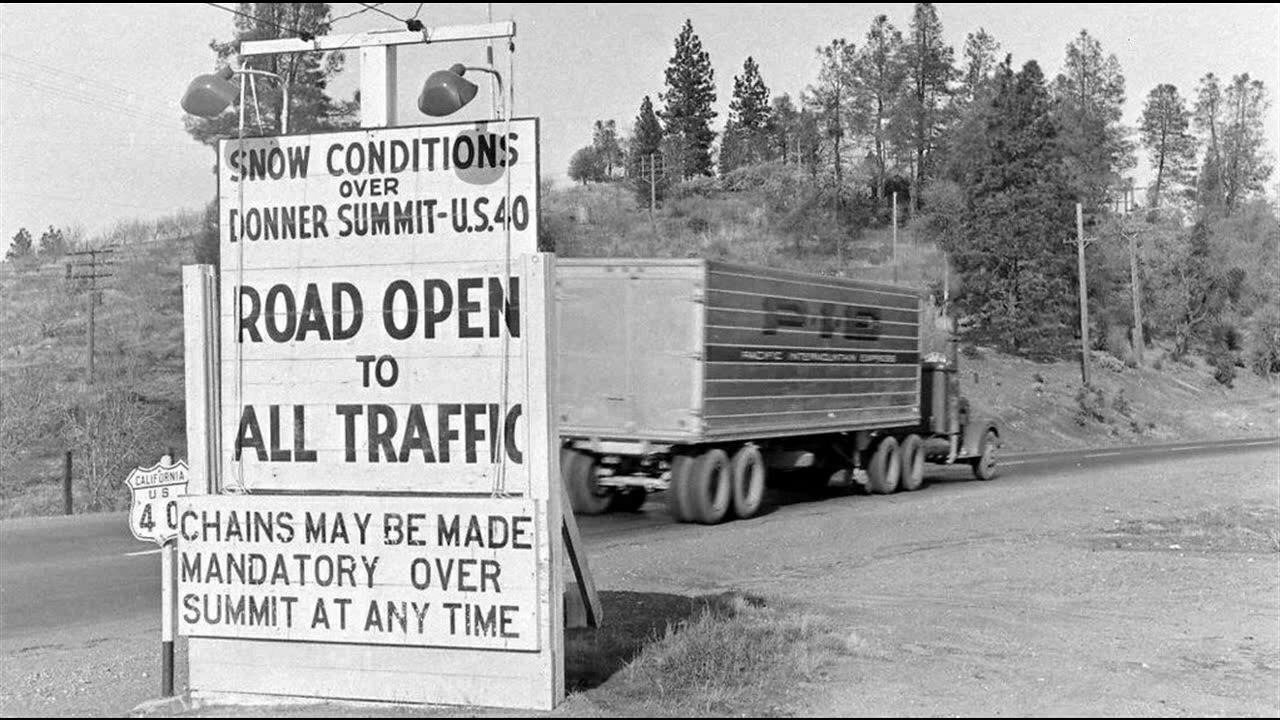 SNOW CONDITIONS
OVER
DONNER SUMMIT-U.S.40
ROAD OPEN
TO
ALL TRAFFIC
CHAINS MAY BE MADE
MANDATORY OVER
SUMMIT AT ANY TIME
CALIFORNIA
US
40
P-I-E
PACIFIC INTERMOUNTAIN EXPRESS